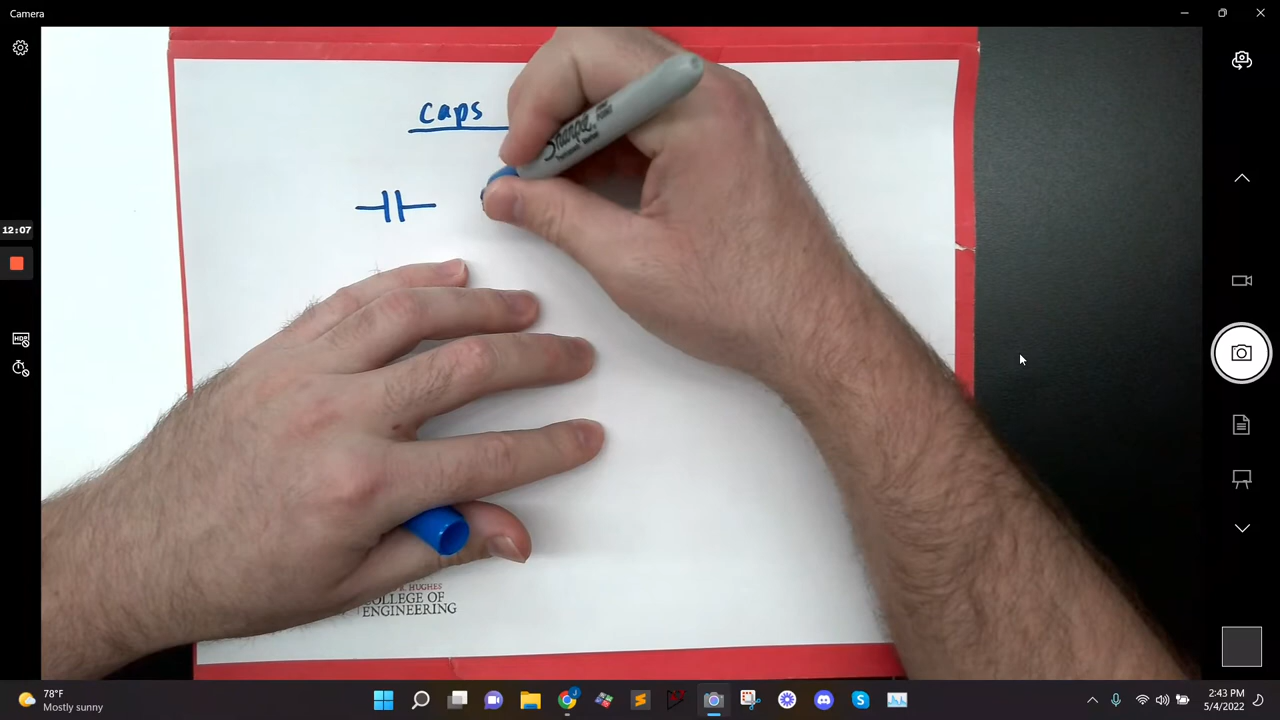 Camera
caps
Sharpie
12:07
HUGHES
COLLEGE OF
ENGINEERING
78°F
Mostly sunny
2:43 PM
5/4/2022